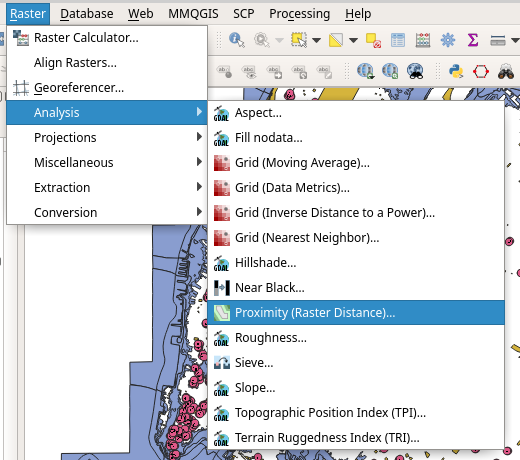 Raster Database Web MMQGIS SCP Processing Help
Raster Calculator...
Align Rasters...
Georeferencer...
Analysis
Projections
Miscellaneous
Extraction
Conversion
Aspect...
Fill nodata...
Grid (Moving Average)...
Grid (Data Metrics)...
Grid (Inverse Distance to a Power)...
Grid (Nearest Neighbor)...
Hillshade...
Near Black...
Proximity (Raster Distance)...
Roughness...
Sieve...
Slope...
Topographic Position Index (TPI)...
Terrain Ruggedness Index (TRI)...